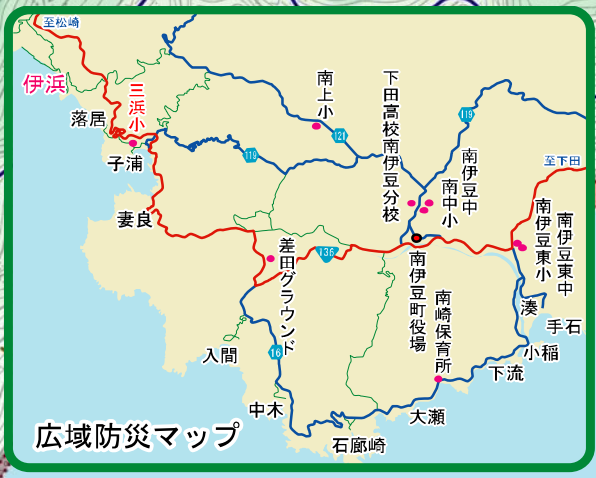 至松崎
伊浜
三浜小
落居
子浦
妻良
119
南上小
121
下田高校南伊豆分校
119
南伊豆中
南中小
至下田
南伊豆東中
南伊豆東小
差田グラウンド
136
南伊豆町役場
南崎保育所
湊
手石
小稲
下流
大瀬
16
入間
中木
石廊崎
広域防災マップ